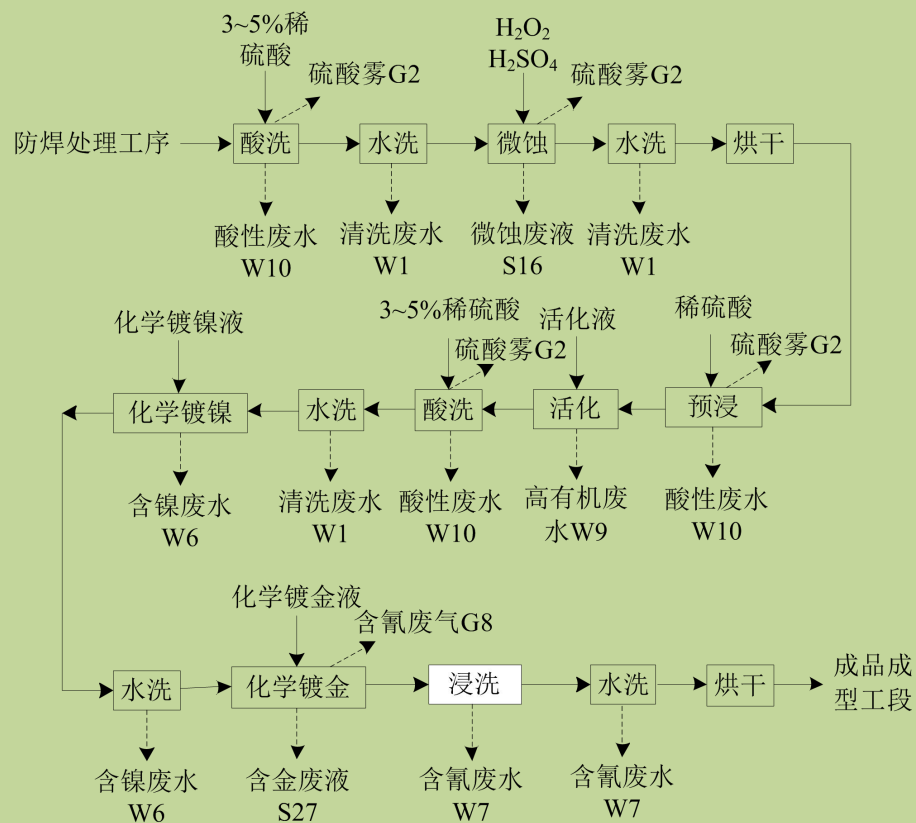 3~5%稀
硫酸
硫酸雾G2
H₂O₂
H₂SO₄
硫酸雾G2
防焊处理工序
酸洗
水洗
微蚀
水洗
烘干
酸性废水
W10
清洗废水
W1
微蚀废液
S16
清洗废水
W1
化学镀镍液
3~5%稀硫酸
硫酸雾G2
活化液
稀硫酸
硫酸雾G2
化学镀镍
水洗
酸洗
活化
预浸
含镍废水
W6
清洗废水
W1
酸性废水
W10
高有机废
水W9
酸性废水
W10
化学镀金液
含氰废气G8
水洗
化学镀金
浸洗
水洗
烘干
成品成
型工段
含镍废水
W6
含金废液
S27
含氰废水
W7
含氰废水
W7